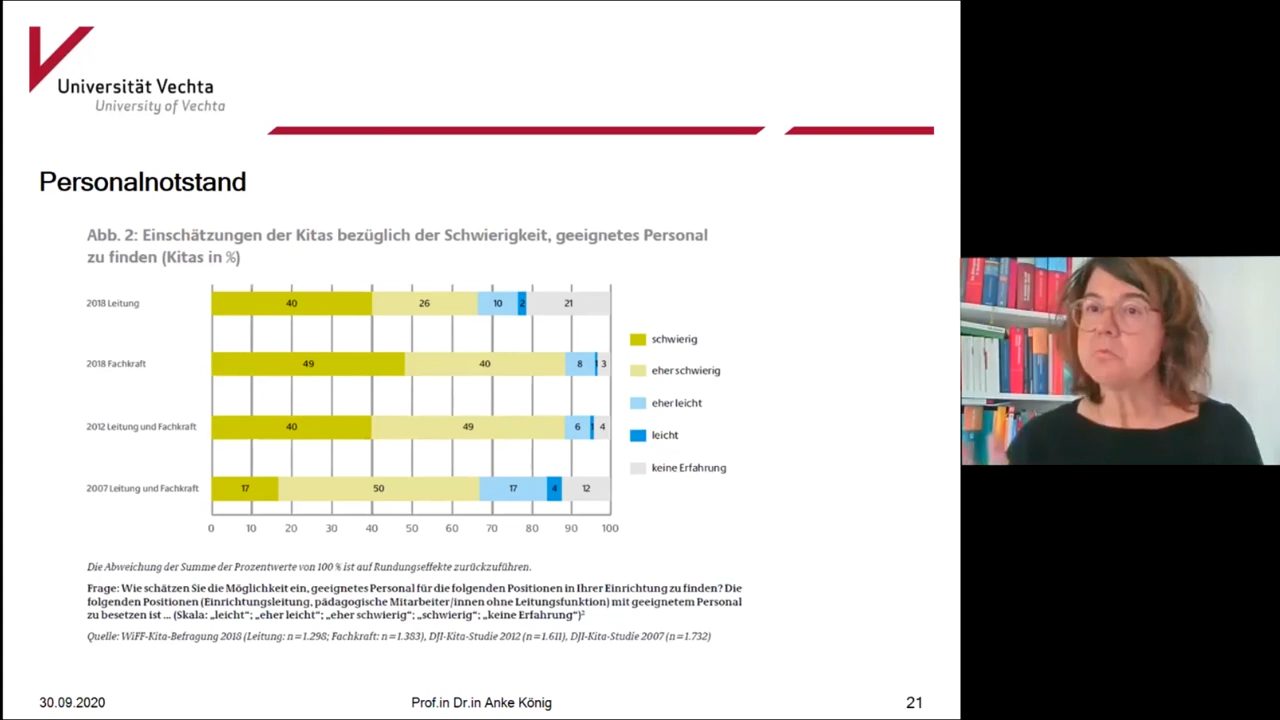 Universität Vechta
University of Vechta
Personalnotstand
Abb. 2: Einschätzungen der Kitas bezüglich der Schwierigkeit, geeignetes Personal
zu finden (Kitas in %)
2018 Leitung 40 26 10 2 21
2018 Fachkraft 49 40 8 1 3
2012 Leitung und Fachkraft 40 49 6 1 4
2007 Leitung und Fachkraft 17 50 17 4 12
0 10 20 30 40 50 60 70 80 90 100
schwierig
eher schwierig
eher leicht
leicht
keine Erfahrung
Die Abweichung der Summe der Prozentwerte von 100 % ist auf Rundungseffekte zurückzuführen.
Frage: Wie schätzen Sie die Möglichkeit ein, geeignetes Personal für die folgenden Positionen in Ihrer Einrichtung zu finden? Die
folgenden Positionen (Einrichtungsleitung, pädagogische Mitarbeiter/innen ohne Leitungsfunktion) mit geeignetem Personal
zu besetzen ist ... (Skala: „leicht“; „eher leicht“; „eher schwierig“; „schwierig“; „keine Erfahrung“)²
Quelle: WiFF-Kita-Befragung 2018 (Leitung: n = 1.298; Fachkraft: n = 1.383), DJI-Kita-Studie 2012 (n = 1.611), DJI-Kita-Studie 2007 (n = 1.732)
30.09.2020 Prof.in Dr.in Anke König 21